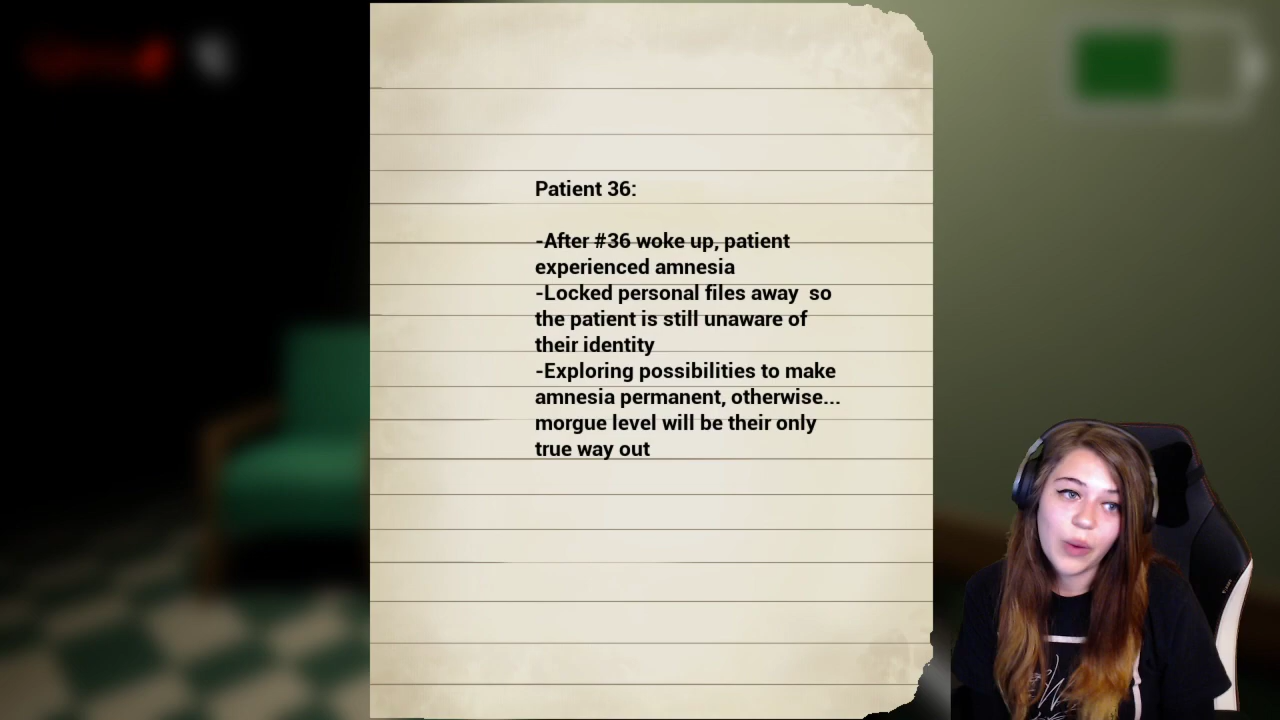 Patient 36:
-After #36 woke up, patient
experienced amnesia
-Locked personal files away  so
the patient is still unaware of
their identity
-Exploring possibilities to make
amnesia permanent, otherwise...
morgue level will be their only
true way out